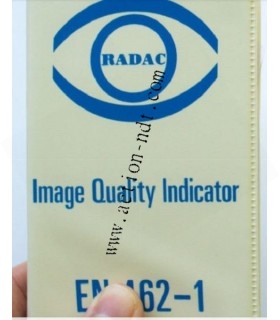 RADAC
www.action-ndt.com
Image Quality Indicator
EN 462-1